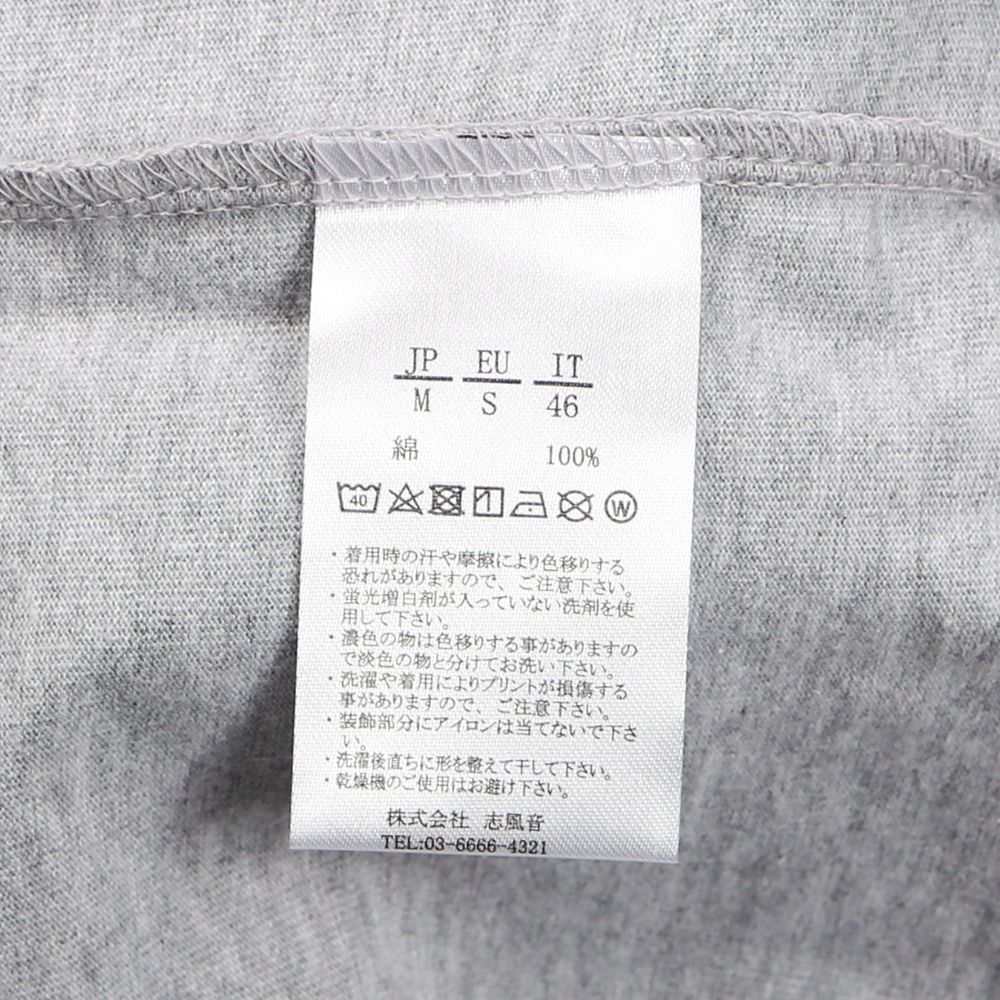 JP EU IT
M S 46
綿 100%
40 W
・着用時の汗や摩擦により色移りする
恐れがありますので、ご注意下さい。
・蛍光増白剤が入っていない洗剤を使
用して下さい。
・濃色の物は色移りする事がありますの
で淡色の物と分けてお洗い下さい。
・洗濯や着用によりプリントが損傷する
事がありますので、ご注意下さい。
・装飾部分にアイロンは当てないで下さ
い。
・洗濯後直ちに形を整えて干して下さい。
・乾燥機のご使用はお避け下さい。
株式会社 志風音
TEL:03-6666-4321